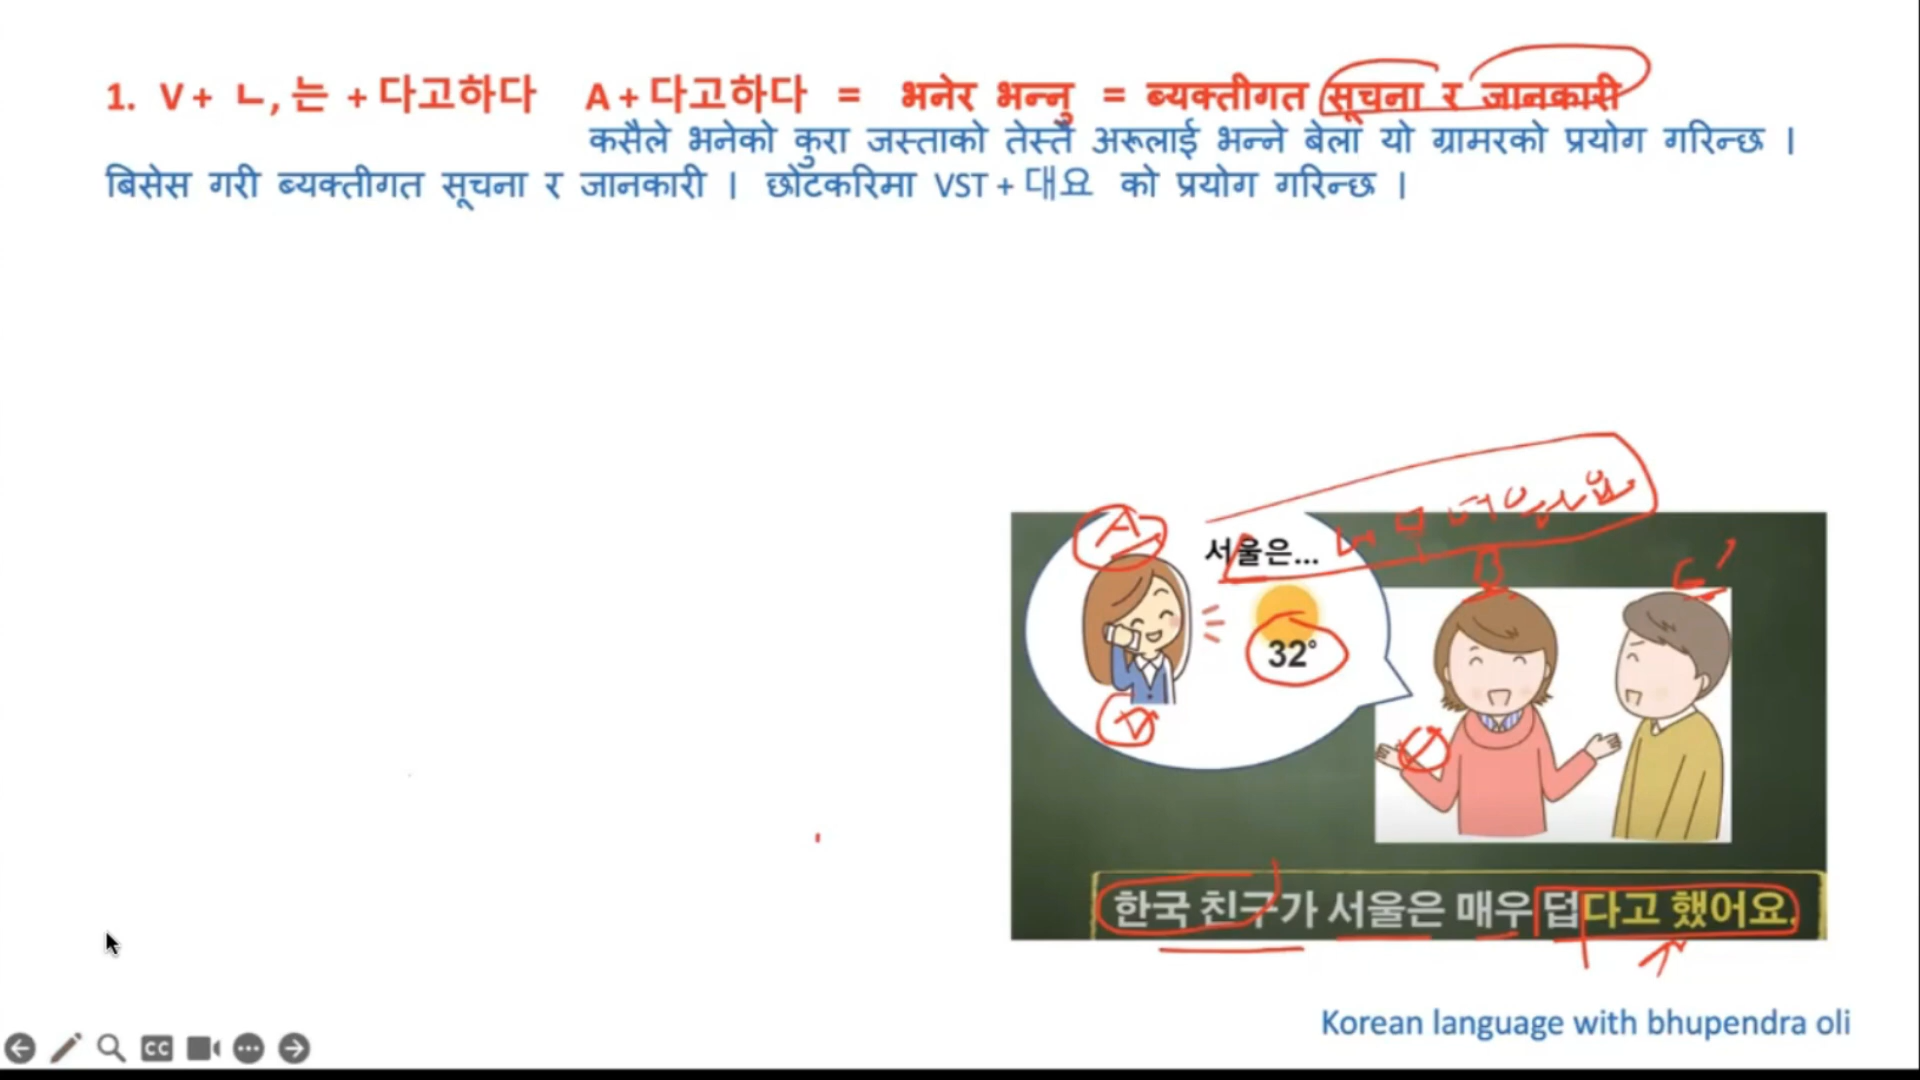 1. V + ㄴ, 는 + 다고하다 A + 다고하다 = भनेर भन्नु = ब्यक्तीगत सूचना र जानकारी
कसैले भनेको कुरा जस्ताको तेस्तै अरूलाई भन्ने बेला यो ग्रामरको प्रयोग गरिन्छ ।
बिसेस गरी ब्यक्तीगत सूचना र जानकारी । छोटकरिमा VST + 대요 को प्रयोग गरिन्छ ।
A
서울은...
32°
한국 친구가 서울은 매우 덥다고 했어요.
Korean language with bhupendra oli
CC